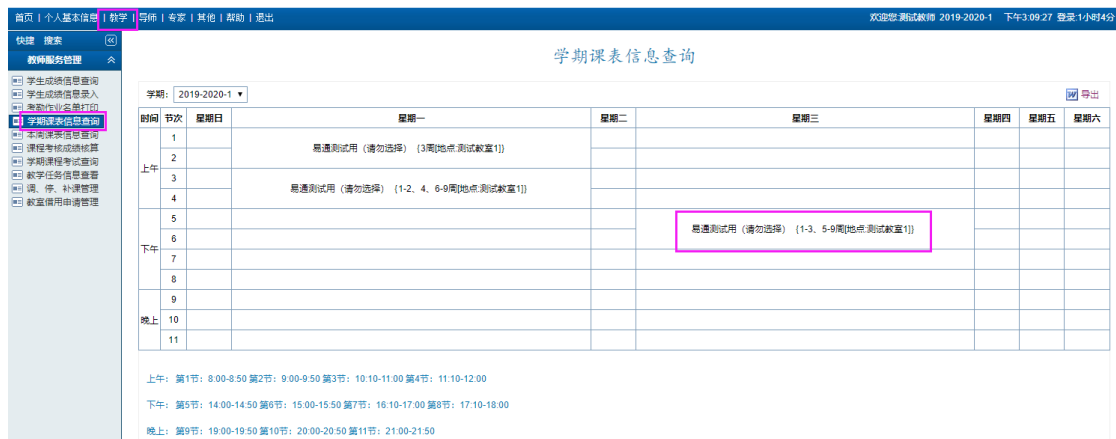 首页 | 个人基本信息 | 教学 | 导师 | 专家 | 其他 | 帮助 | 退出
欢迎您:测试教师 2019-2020-1 下午3:09:27 登录:1小时4分
快捷 搜索
教师服务管理
学生成绩信息查询
学生成绩信息录入
考勤作业名单打印
学期课表信息查询
本周课表信息查询
课程考核成绩核算
学期课程考试查询
教学任务信息查看
调、停、补课管理
教室借用申请管理
学期课表信息查询
学期: 2019-2020-1
导出
时间 节次 星期日 星期一 星期二 星期三 星期四 星期五 星期六
上午
1
易通测试用（请勿选择） {3周[地点:测试教室1]}
2
3
易通测试用（请勿选择） {1-2、4、6-9周[地点:测试教室1]}
4
下午
5
易通测试用（请勿选择） {1-3、5-9周[地点:测试教室1]}
6
7
8
晚上
9
10
11
上午: 第1节: 8:00-8:50 第2节: 9:00-9:50 第3节: 10:10-11:00 第4节: 11:10-12:00
下午: 第5节: 14:00-14:50 第6节: 15:00-15:50 第7节: 16:10-17:00 第8节: 17:10-18:00
晚上: 第9节: 19:00-19:50 第10节: 20:00-20:50 第11节: 21:00-21:50